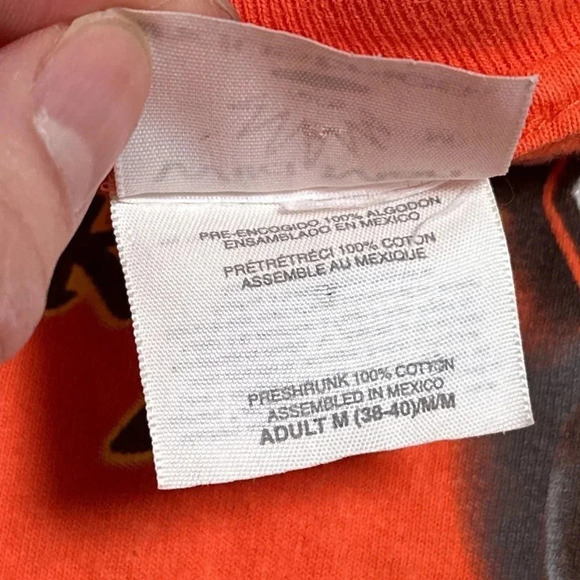 PRE-ENCOGIDO 100% ALGODON
ENSAMBLADO EN MEXICO
PRÉTRÉTRÉCI 100% COTON
ASSEMBLÉ AU MEXIQUE
PRESHRUNK 100% COTTON
ASSEMBLED IN MEXICO
ADULT M (38-40)/M/M